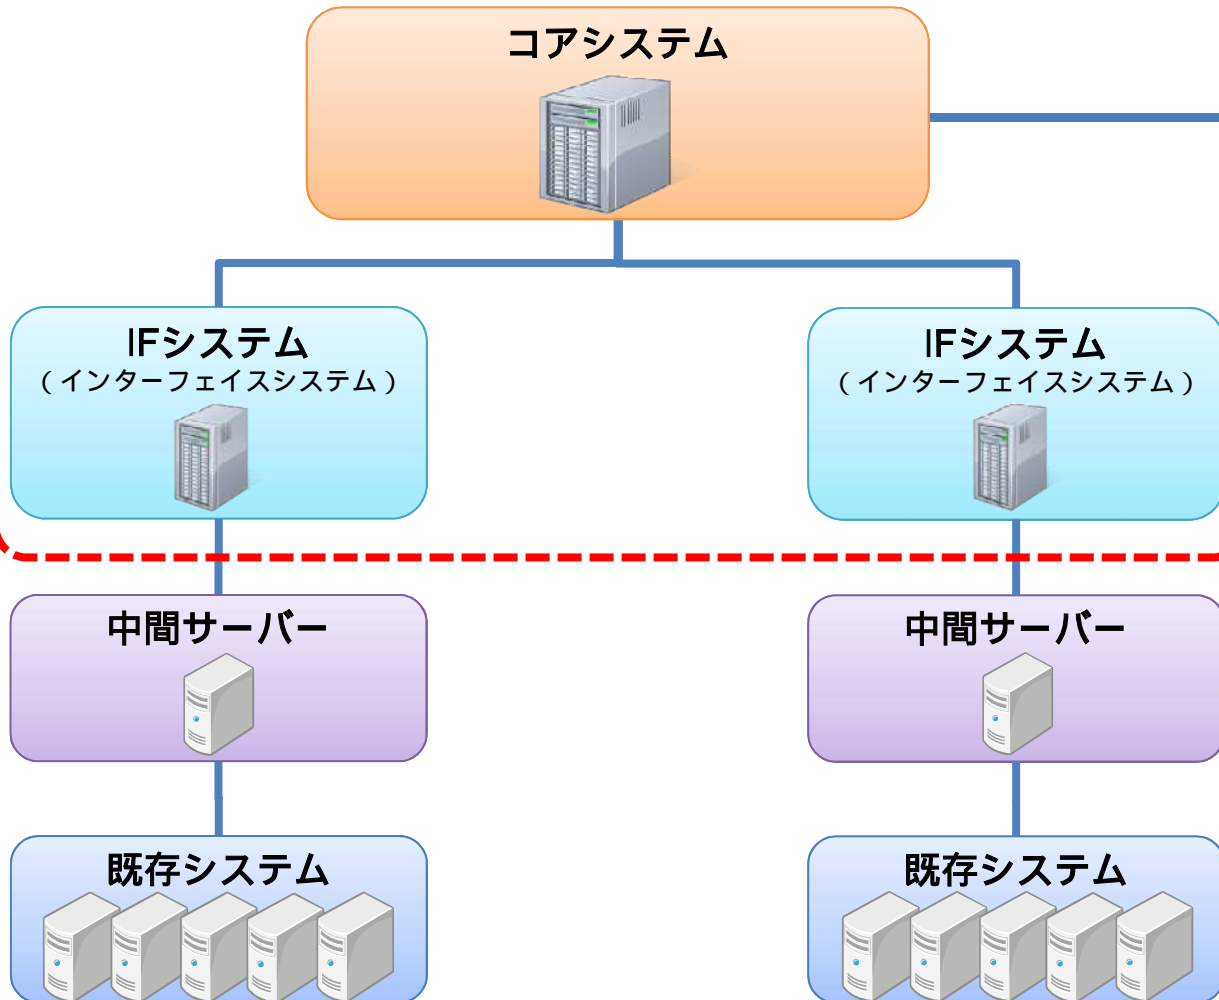 コアシステム
IFシステム
（インターフェイスシステム）
IFシステム
（インターフェイスシステム）
中間サーバー
中間サーバー
既存システム
既存システム